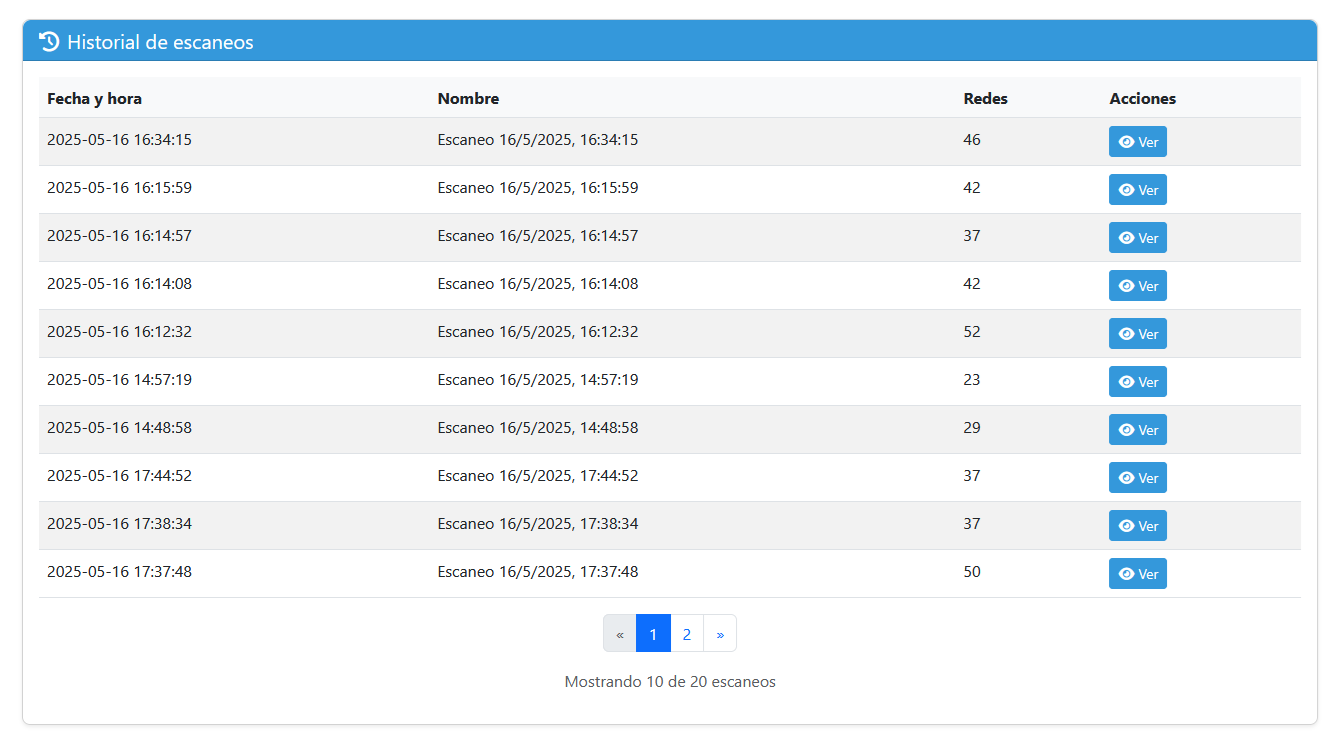 Historial de escaneos
Fecha y hora Nombre Redes Acciones
2025-05-16 16:34:15 Escaneo 16/5/2025, 16:34:15 46 Ver
2025-05-16 16:15:59 Escaneo 16/5/2025, 16:15:59 42 Ver
2025-05-16 16:14:57 Escaneo 16/5/2025, 16:14:57 37 Ver
2025-05-16 16:14:08 Escaneo 16/5/2025, 16:14:08 42 Ver
2025-05-16 16:12:32 Escaneo 16/5/2025, 16:12:32 52 Ver
2025-05-16 14:57:19 Escaneo 16/5/2025, 14:57:19 23 Ver
2025-05-16 14:48:58 Escaneo 16/5/2025, 14:48:58 29 Ver
2025-05-16 17:44:52 Escaneo 16/5/2025, 17:44:52 37 Ver
2025-05-16 17:38:34 Escaneo 16/5/2025, 17:38:34 37 Ver
2025-05-16 17:37:48 Escaneo 16/5/2025, 17:37:48 50 Ver
« 1 2 »
Mostrando 10 de 20 escaneos